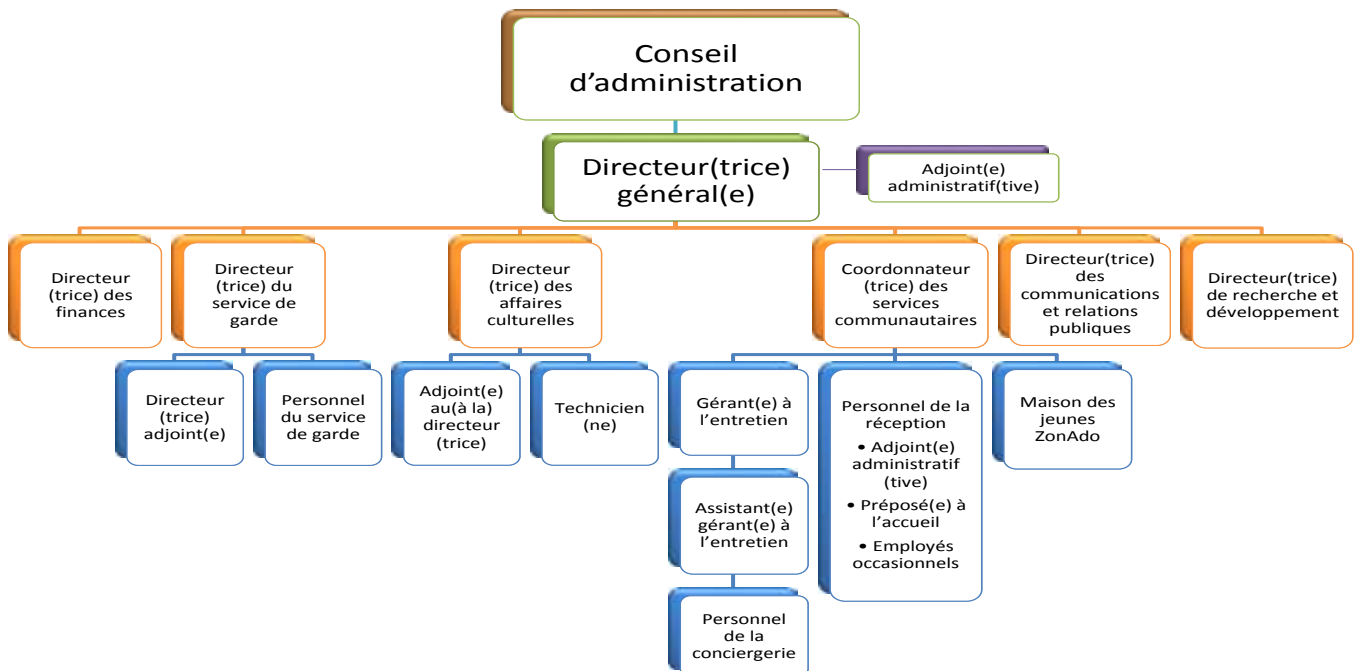 Conseil
d’administration
Directeur(trice)
général(e)
Adjoint(e)
administratif(tive)
Directeur
(trice) des
finances
Directeur
(trice) du
service de
garde
Directeur
(trice) des
affaires
culturelles
Coordonnateur
(trice) des
services
communautaires
Directeur(trice)
des
communications
et relations
publiques
Directeur(trice)
de recherche et
développement
Directeur
(trice)
adjoint(e)
Personnel
du service
de garde
Adjoint(e)
au(à la)
directeur
(trice)
Technicien
(ne)
Gérant(e) à
l’entretien
Personnel de la
réception
• Adjoint(e)
administratif
(tive)
• Préposé(e) à
l’accueil
• Employés
occasionnels
Maison des
jeunes
ZonAdo
Assistant(e)
gérant(e) à
l’entretien
Personnel
de la
conciergerie